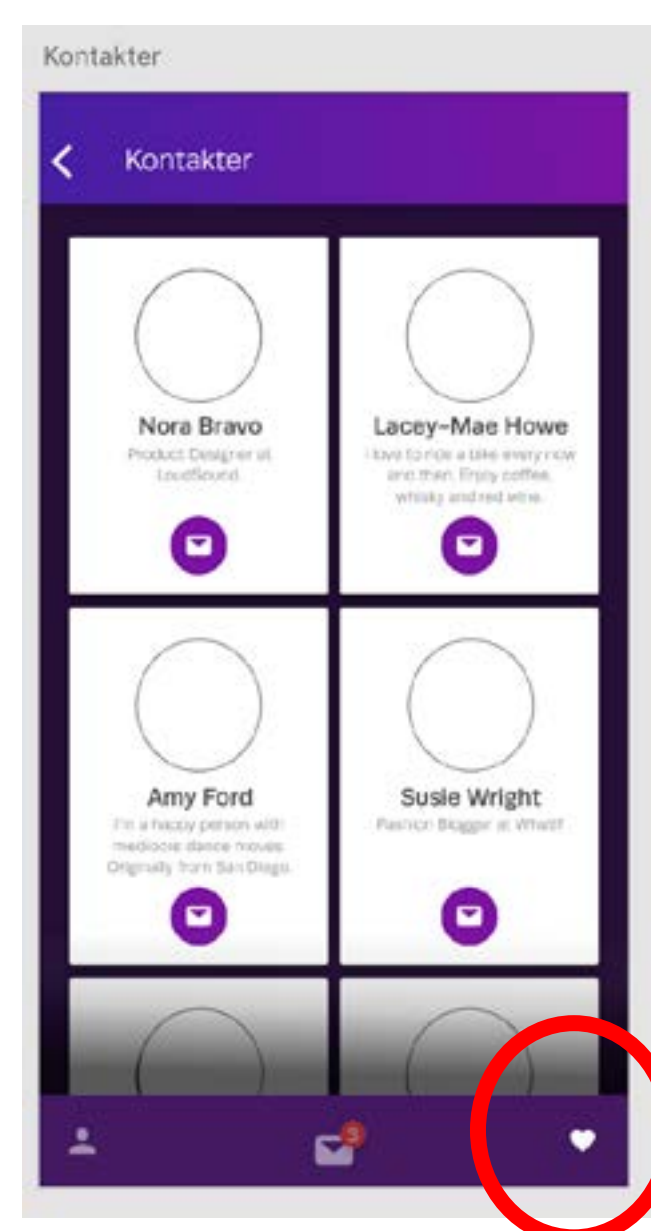 Kontakter
Kontakter
Nora Bravo
Product Designer at
LoudSound.
Lacey-Mae Howe
I love to ride a bike every now
and then. Enjoy coffee,
whisky and red wine.
Amy Ford
I'm a happy person with
mediocre dance moves.
Originally from San Diego.
Susie Wright
Fashion Blogger at
3